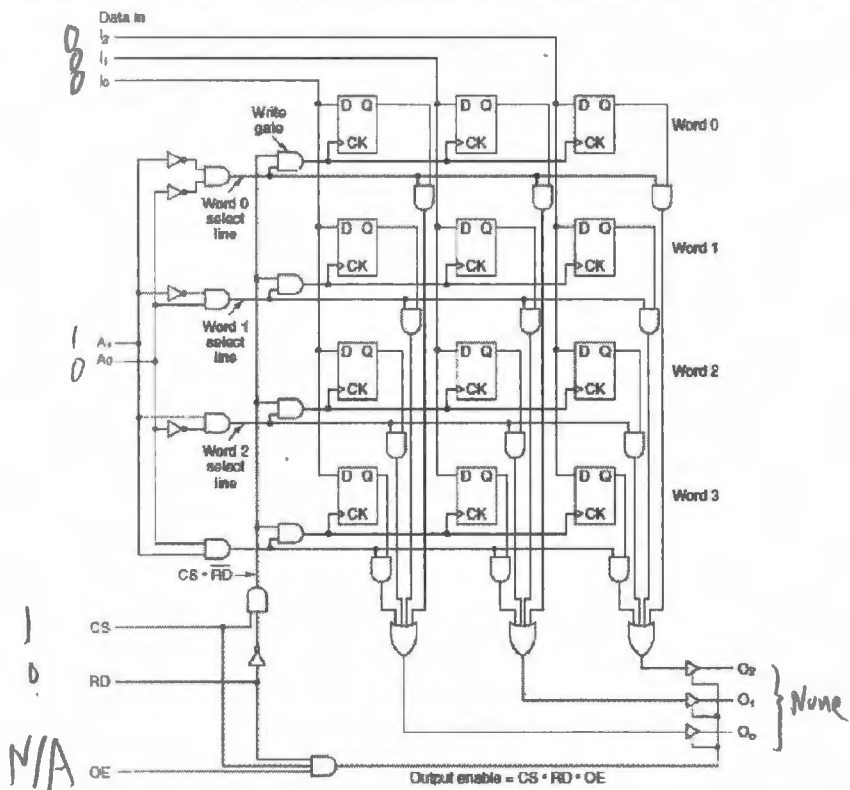 Data in
0 I2
0 I1
0 I0
D Q
CK
D Q
CK
D Q
CK
Word 0
Write
gate
Word 0
select
line
D Q
CK
D Q
CK
D Q
CK
Word 1
Word 1
select
line
1 A1
0 A0
D Q
CK
D Q
CK
D Q
CK
Word 2
Word 2
select
line
D Q
CK
D Q
CK
D Q
CK
Word 3
CS • RD
1 CS
0 RD
N/A OE
O2
O1
O0
None
Output enable = CS • RD • OE